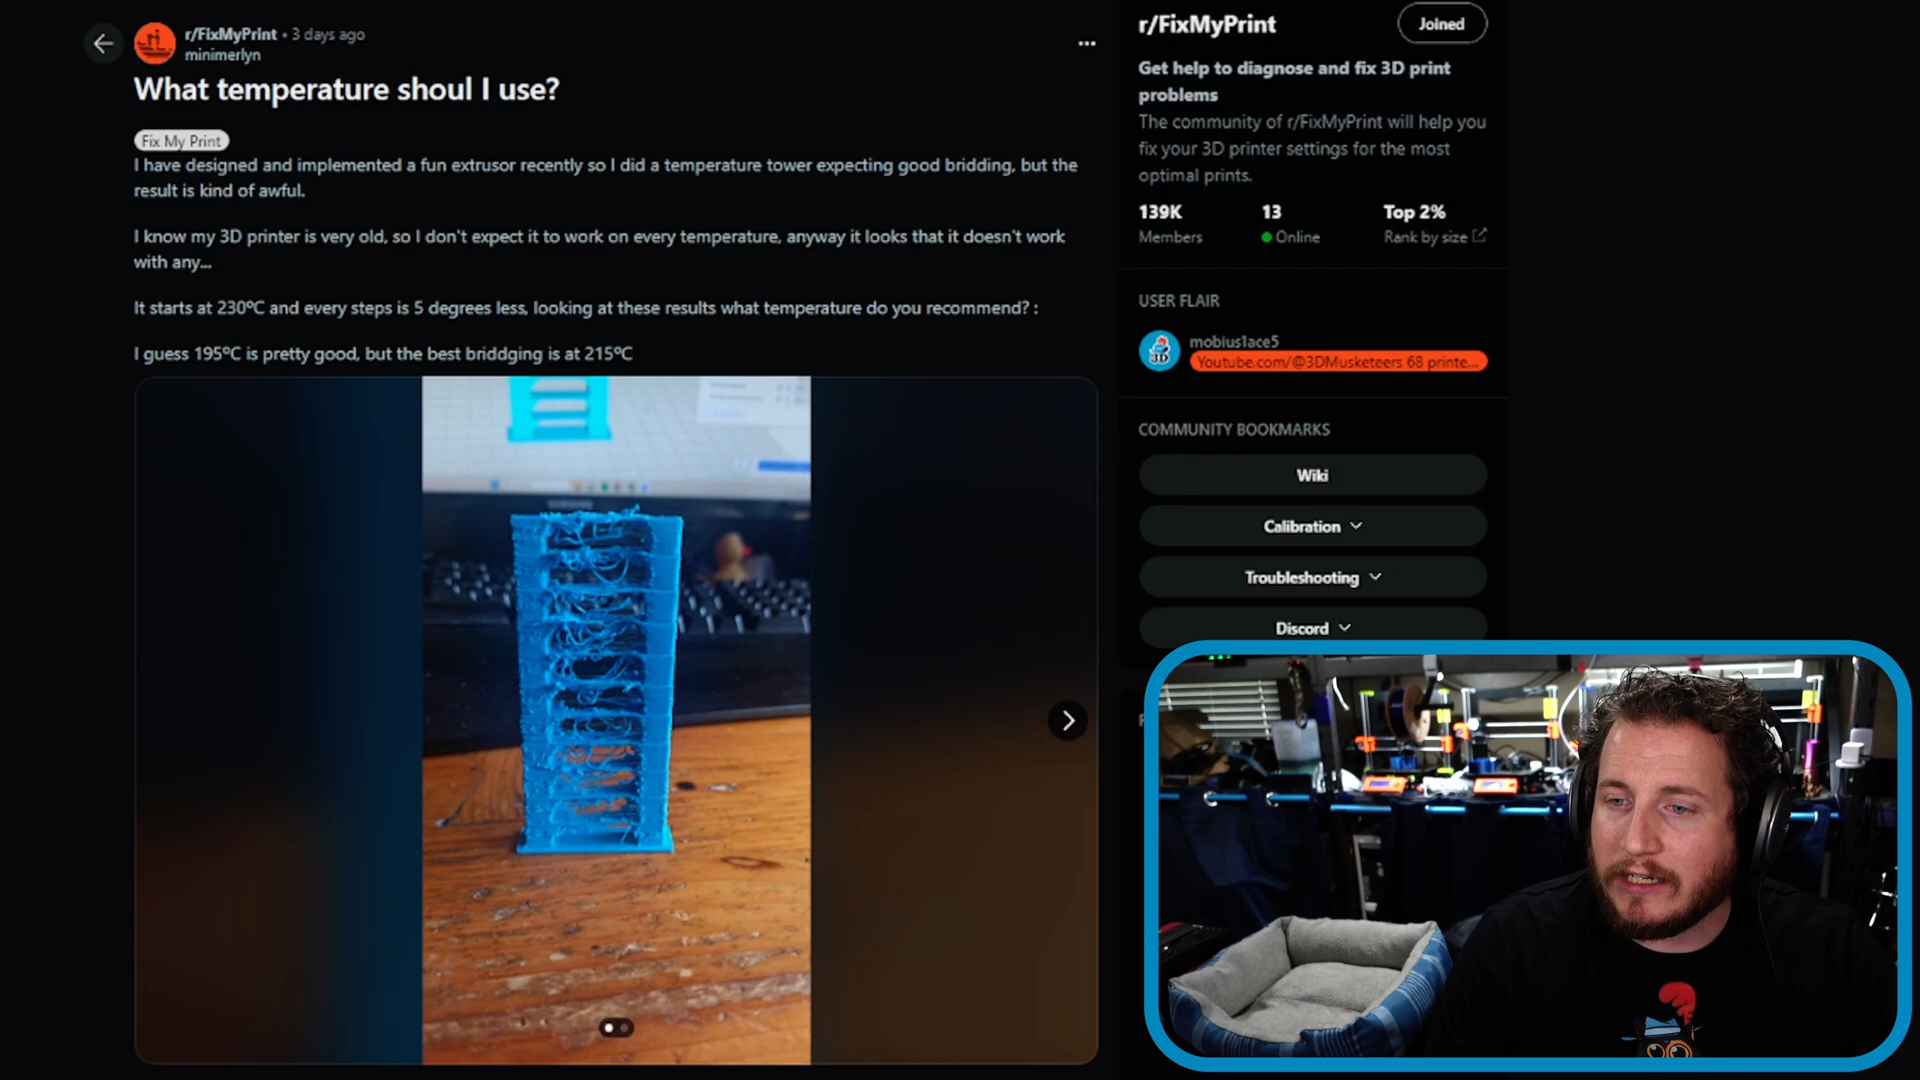 r/FixMyPrint • 3 days ago
minimerlyn
What temperature shoul I use?
Fix My Print
I have designed and implemented a fun extrusor recently so I did a temperature tower expecting good bridding, but the
result is kind of awful.
I know my 3D printer is very old, so I don't expect it to work on every temperature, anyway it looks that it doesn't work
with any...
It starts at 230ºC and every steps is 5 degrees less, looking at these results what temperature do you recommend? :
I guess 195ºC is pretty good, but the best briddging is at 215ºC
r/FixMyPrint
Joined
Get help to diagnose and fix 3D print
problems
The community of r/FixMyPrint will help you
fix your 3D printer settings for the most
optimal prints.
139K 13 Top 2%
Members Online Rank by size
USER FLAIR
mobius1ace5
3D
Youtube.com/@3DMusketeers 68 printe...
COMMUNITY BOOKMARKS
Wiki
Calibration
Troubleshooting
Discord